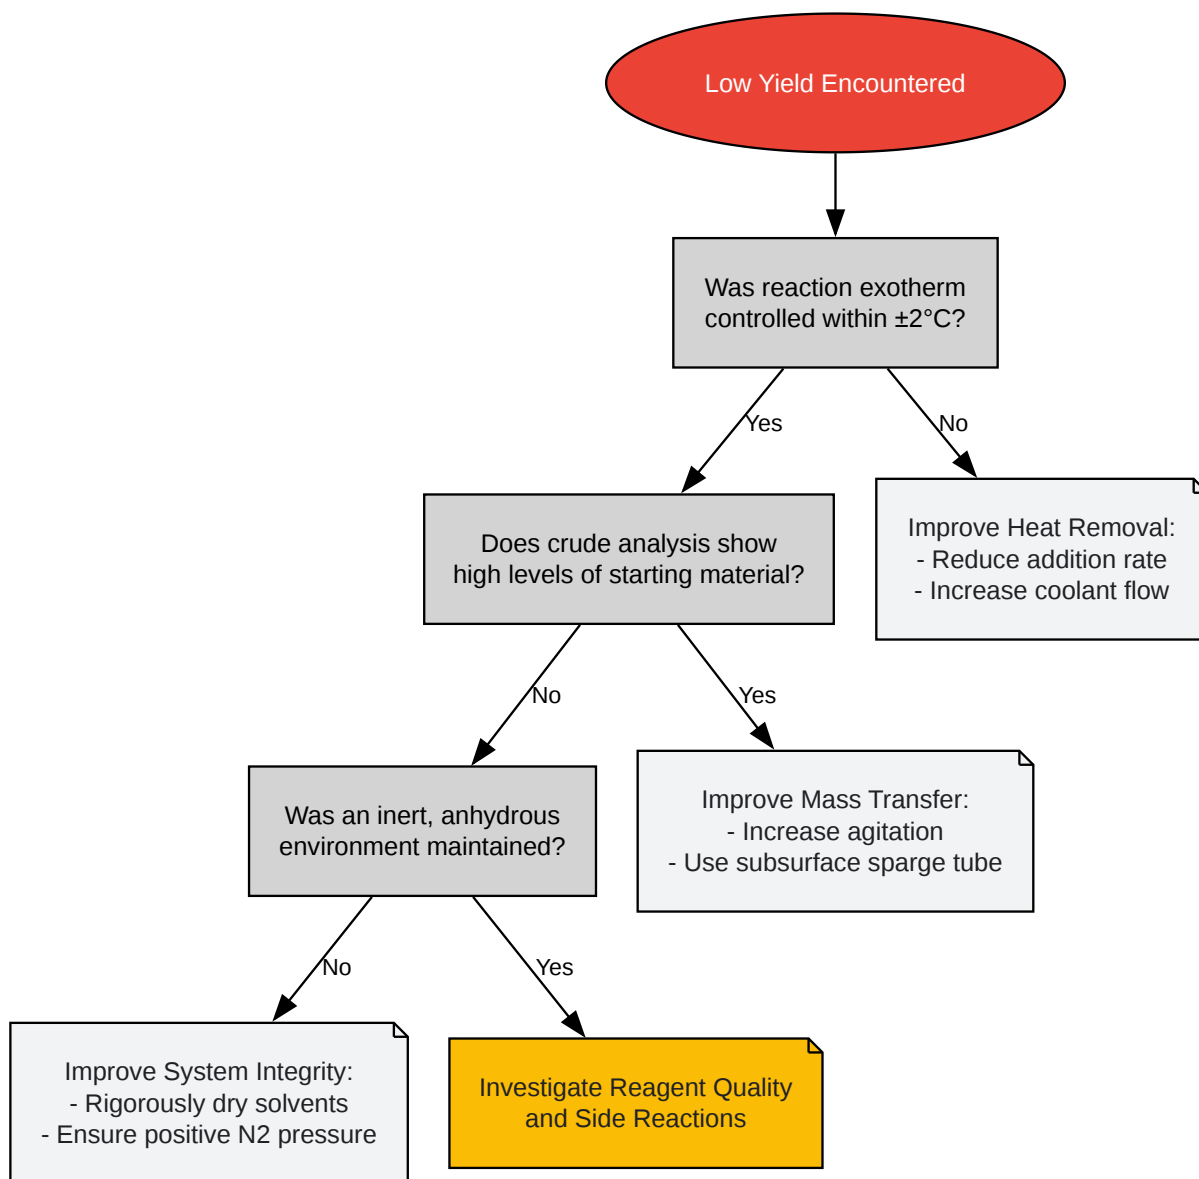 Low Yield Encountered
Was reaction exotherm
controlled within ±2°C?
Yes
No
Does crude analysis show
high levels of starting material?
Improve Heat Removal:
- Reduce addition rate
- Increase coolant flow
No
Yes
Was an inert, anhydrous
environment maintained?
Improve Mass Transfer:
- Increase agitation
- Use subsurface sparge tube
No
Yes
Improve System Integrity:
- Rigorously dry solvents
- Ensure positive N2 pressure
Investigate Reagent Quality
and Side Reactions